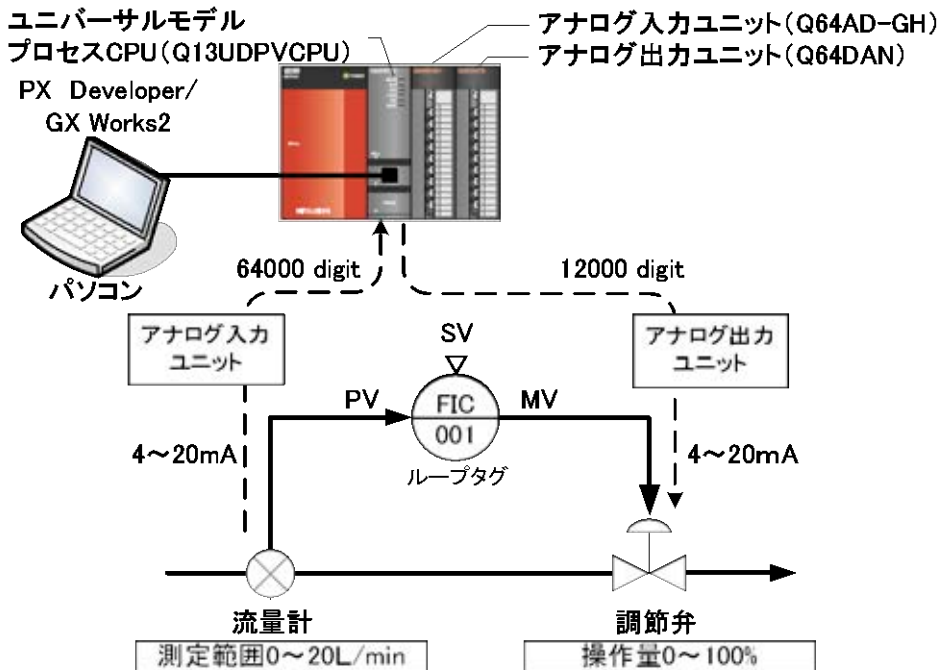 ユニバーサルモデル
プロセスCPU(Q13UDPVCPU)
アナログ入力ユニット(Q64AD-GH)
アナログ出力ユニット(Q64DAN)
PX Developer/
GX Works2
パソコン
64000 digit
12000 digit
アナログ入力
ユニット
アナログ出力
ユニット
SV
PV
FIC
001
MV
ループタグ
4～20mA
4～20mA
流量計
測定範囲0～20L/min
調節弁
操作量0～100%